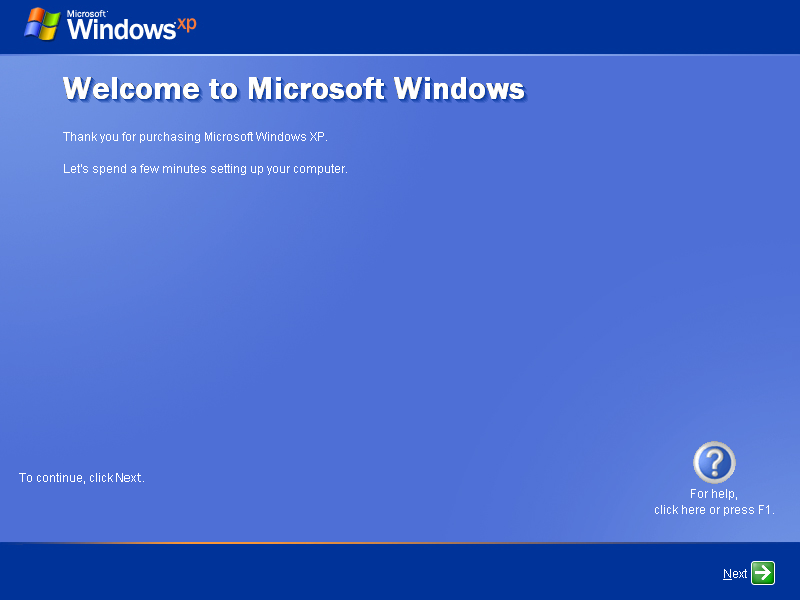 Microsoft
Windows xp
Welcome to Microsoft Windows
Thank you for purchasing Microsoft Windows XP.
Let's spend a few minutes setting up your computer.
To continue, click Next.
?
For help,
click here or press F1.
Next